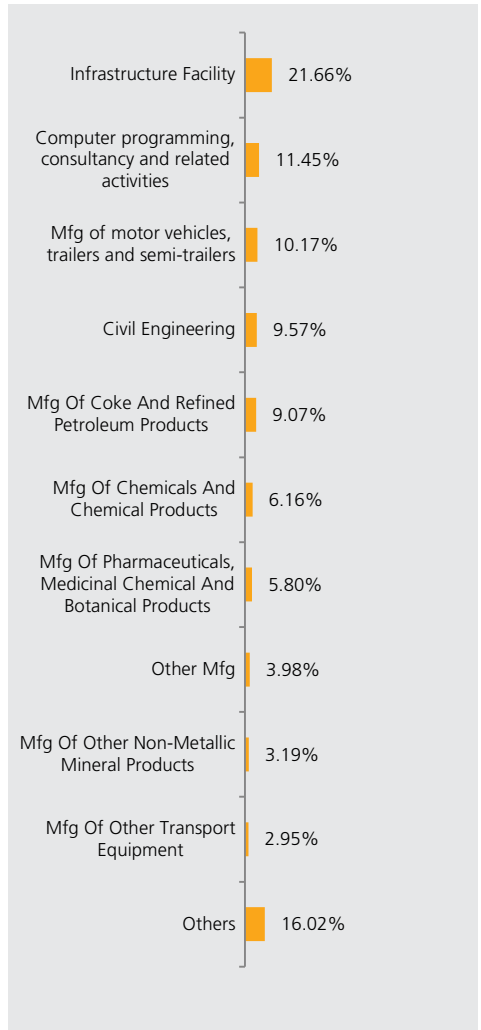 Infrastructure Facility 21.66%
Computer programming,
consultancy and related
activities
11.45%
Mfg of motor vehicles,
trailers and semi-trailers
10.17%
Civil Engineering 9.57%
Mfg Of Coke And Refined
Petroleum Products
9.07%
Mfg Of Chemicals And
Chemical Products
6.16%
Mfg Of Pharmaceuticals,
Medicinal Chemical And
Botanical Products
5.80%
Other Mfg 3.98%
Mfg Of Other Non-Metallic
Mineral Products
3.19%
Mfg Of Other Transport
Equipment
2.95%
Others 16.02%